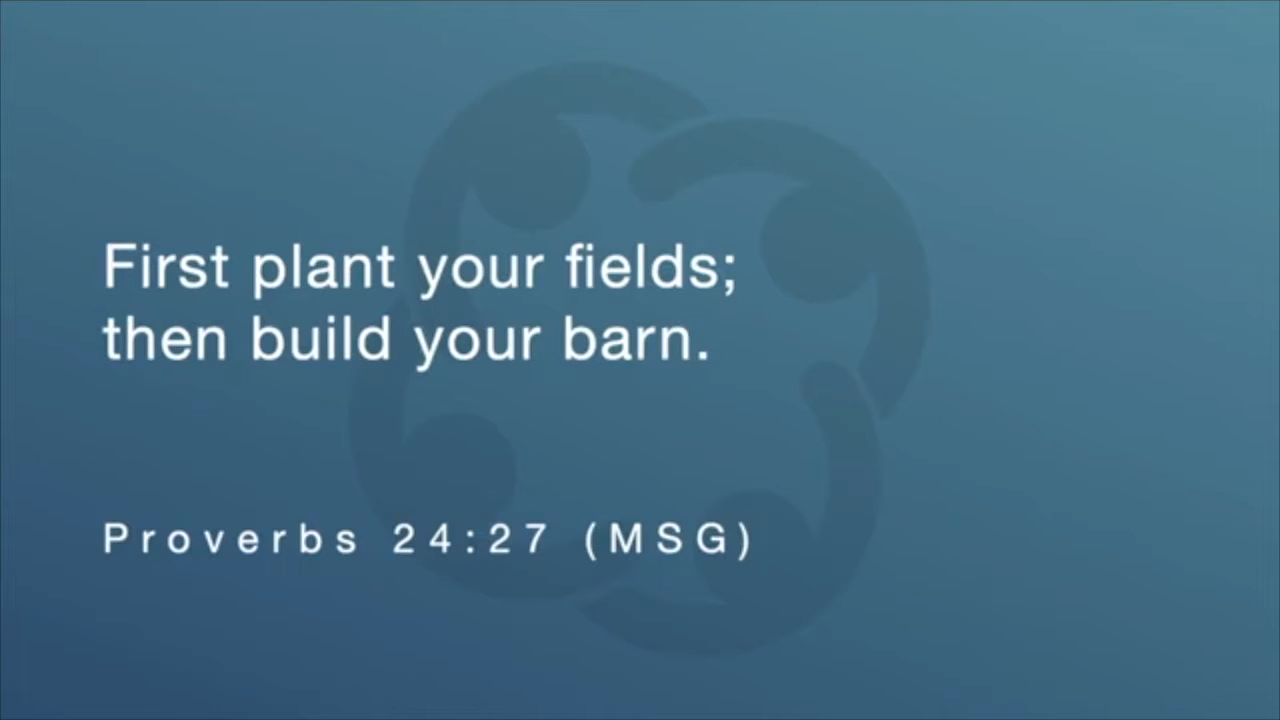 First plant your fields;
then build your barn.
Proverbs 24:27 (MSG)